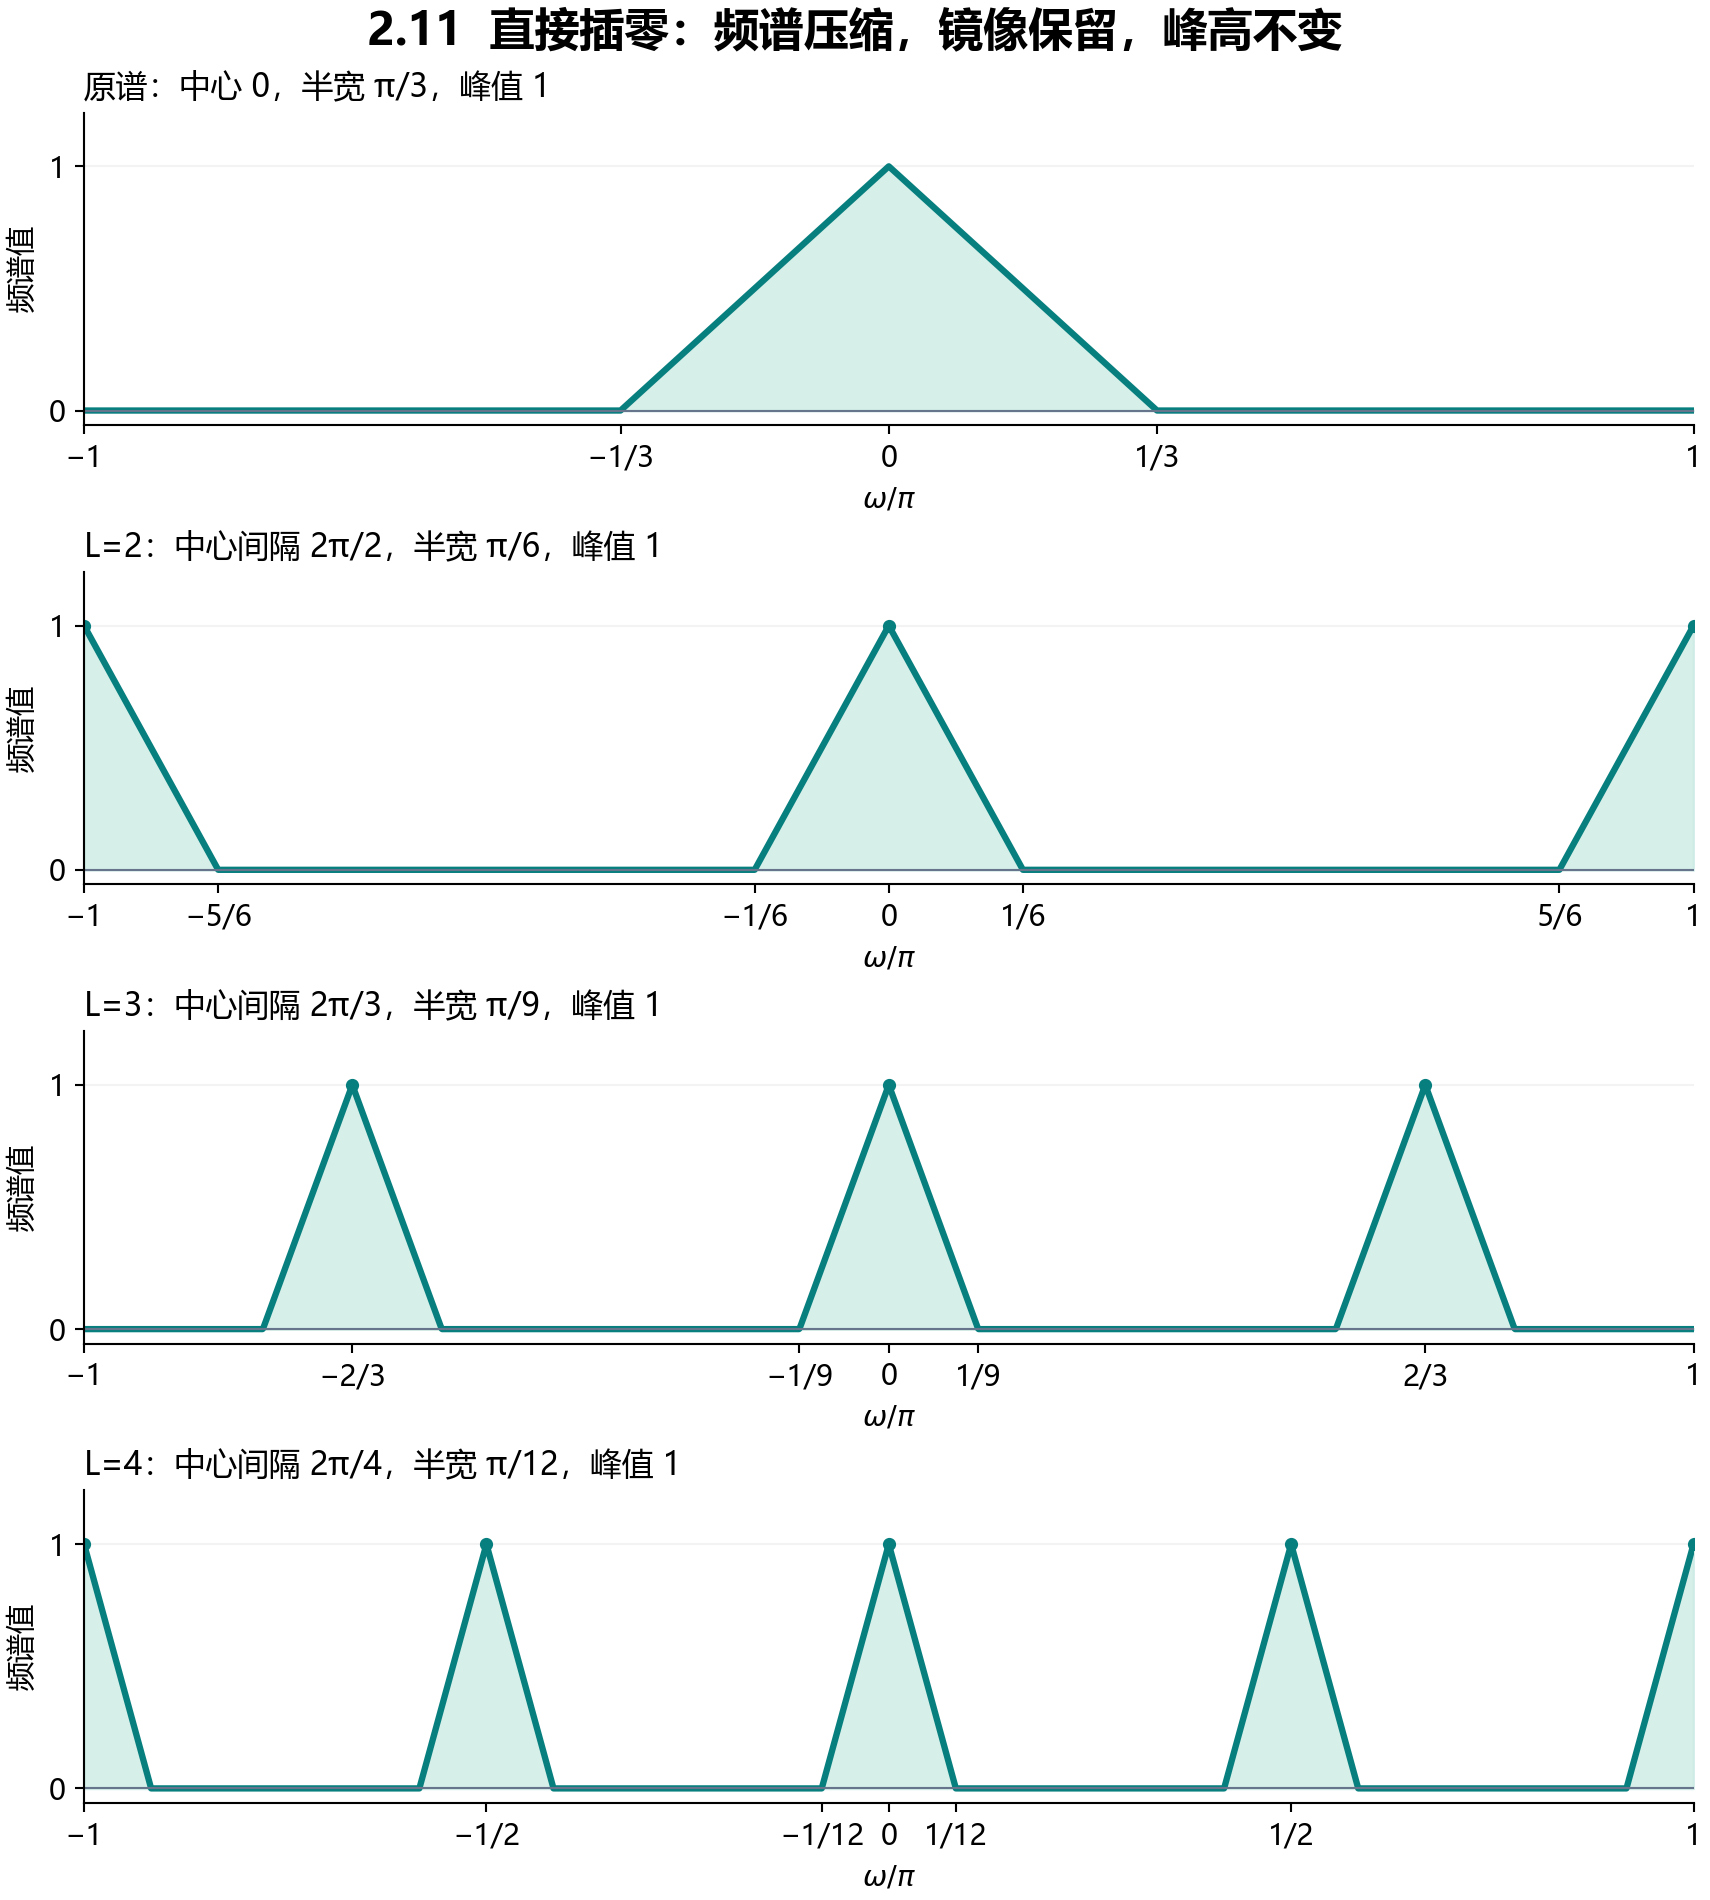 2.11 直接插零：频谱压缩，镜像保留，峰高不变
原谱：中心 0，半宽 π/3，峰值 1
频谱值
1
0
−1 −1/3 0 1/3 1
ω/π
L=2：中心间隔 2π/2，半宽 π/6，峰值 1
频谱值
1
0
−1 −5/6 −1/6 0 1/6 5/6 1
ω/π
L=3：中心间隔 2π/3，半宽 π/9，峰值 1
频谱值
1
0
−1 −2/3 −1/9 0 1/9 2/3 1
ω/π
L=4：中心间隔 2π/4，半宽 π/12，峰值 1
频谱值
1
0
−1 −1/2 −1/12 0 1/12 1/2 1
ω/π